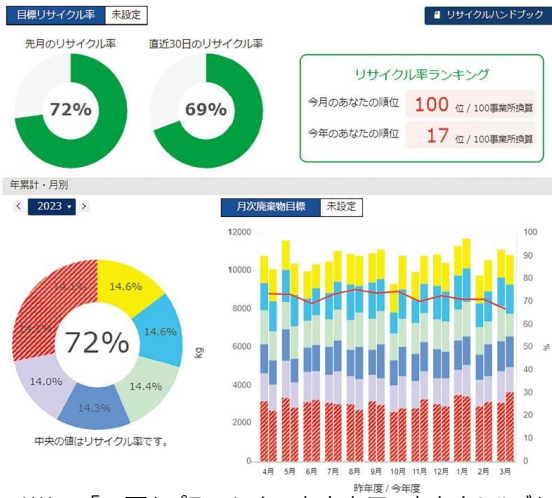 目標リサイクル率 未設定
リサイクルハンドブック
先月のリサイクル率 直近30日のリサイクル率
72% 69%
リサイクル率ランキング
今月のあなたの順位 100 位 / 100事業所換算
今年のあなたの順位 17 位 / 100事業所換算
年累計・月別
< 2023 >
月次廃棄物目標 未設定
12000 100
90
10000
80
8000 70
60
6000 50
40
4000
30
2000 20
10
0 0
kg %
14.6%
14.6%
14.4%
14.3%
14.0%
72%
中央の値はリサイクル率です。
4月 5月 6月 7月 8月 9月 10月 11月 12月 1月 2月 3月
昨年度 / 今年度